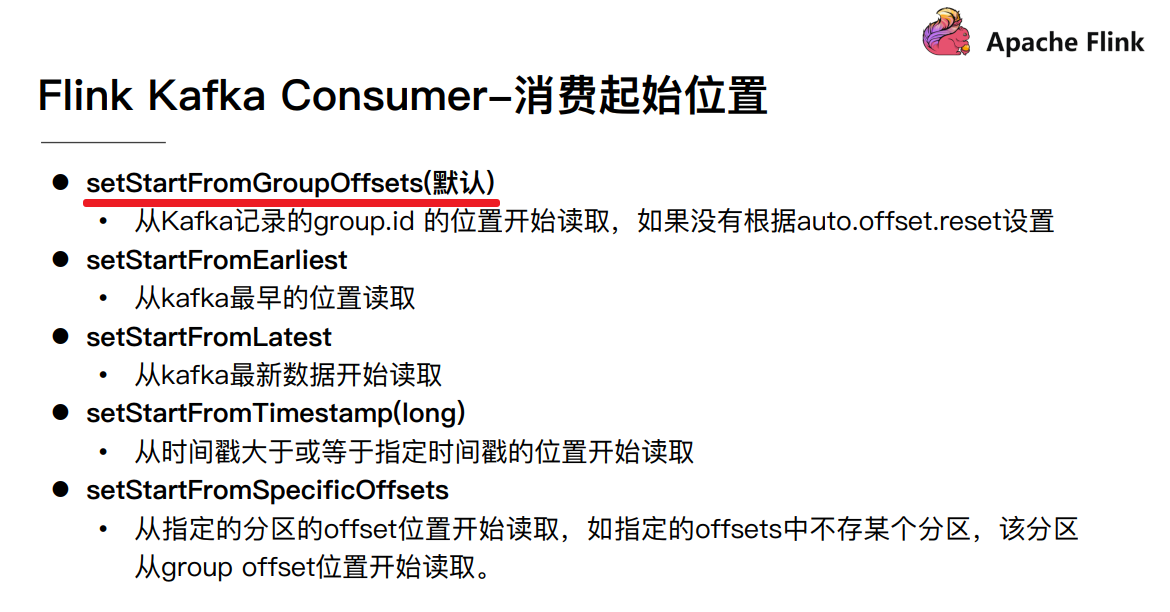 Apache Flink
Flink Kafka Consumer–消费起始位置
● setStartFromGroupOffsets(默认)
• 从Kafka记录的group.id 的位置开始读取，如果没有根据auto.offset.reset设置
● setStartFromEarliest
• 从kafka最早的位置读取
● setStartFromLatest
• 从kafka最新数据开始读取
● setStartFromTimestamp(long)
• 从时间戳大于或等于指定时间戳的位置开始读取
● setStartFromSpecificOffsets
• 从指定的分区的offset位置开始读取，如指定的offsets中不存某个分区，该分区
从group offset位置开始读取。